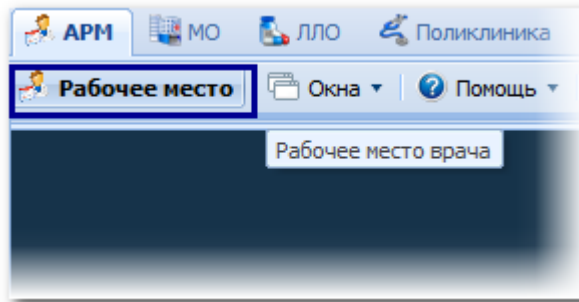 АРМ МО ЛЛО Поликлиника
Рабочее место Окна Помощь
Рабочее место врача